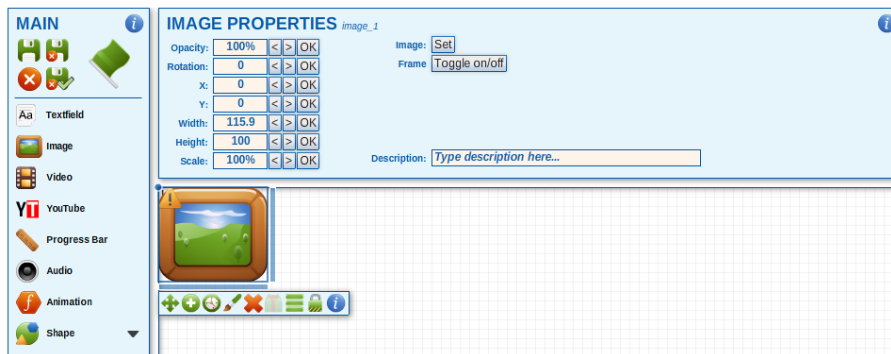 MAIN
Textfield
Image
Video
YouTube
Progress Bar
Audio
Animation
Shape
IMAGE PROPERTIES image_1
Opacity: 100% < > OK
Rotation: 0 < > OK
X: 0 < > OK
Y: 0 < > OK
Width: 115.9 < > OK
Height: 100 < > OK
Scale: 100% < > OK
Image: Set
Frame Toggle on/off
Description: Type description here...